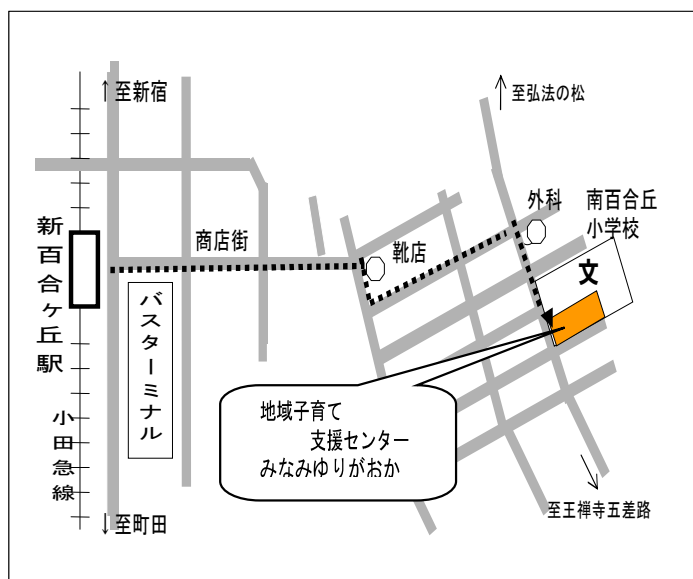 ↑至新宿
↑
至弘法の松
外科
南百合丘
小学校
商店街
靴店
文
新百合ヶ丘駅
バスターミナル
地域子育て
支援センター
みなみゆりがおか
小田急線
至王禅寺五差路
↓至町田